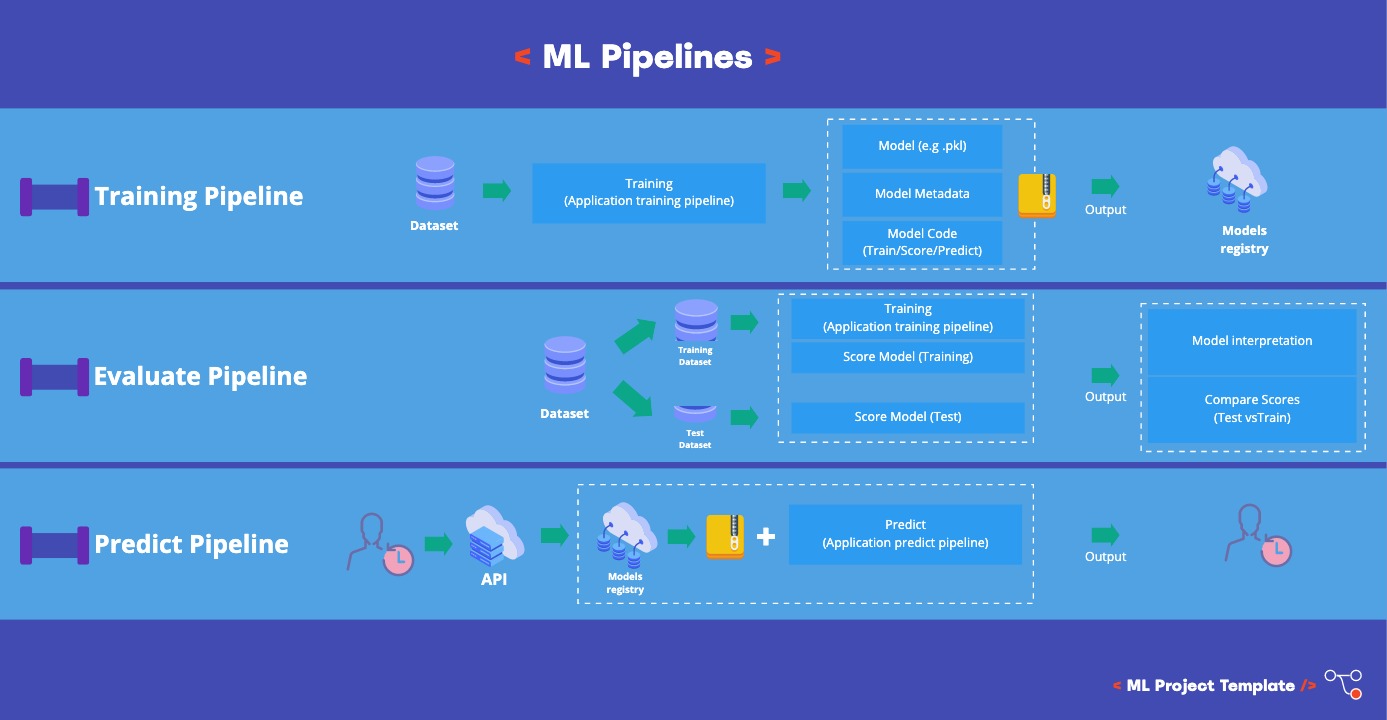 < ML Pipelines >
Training Pipeline
Dataset
Training
(Application training pipeline)
Model (e.g .pkl)
Model Metadata
Model Code
(Train/Score/Predict)
Output
Models
registry
Evaluate Pipeline
Dataset
Training
Dataset
Test
Dataset
Training
(Application training pipeline)
Score Model (Training)
Score Model (Test)
Output
Model interpretation
Compare Scores
(Test vsTrain)
Predict Pipeline
API
Models
registry
Predict
(Application predict pipeline)
Output
< ML Project Template />